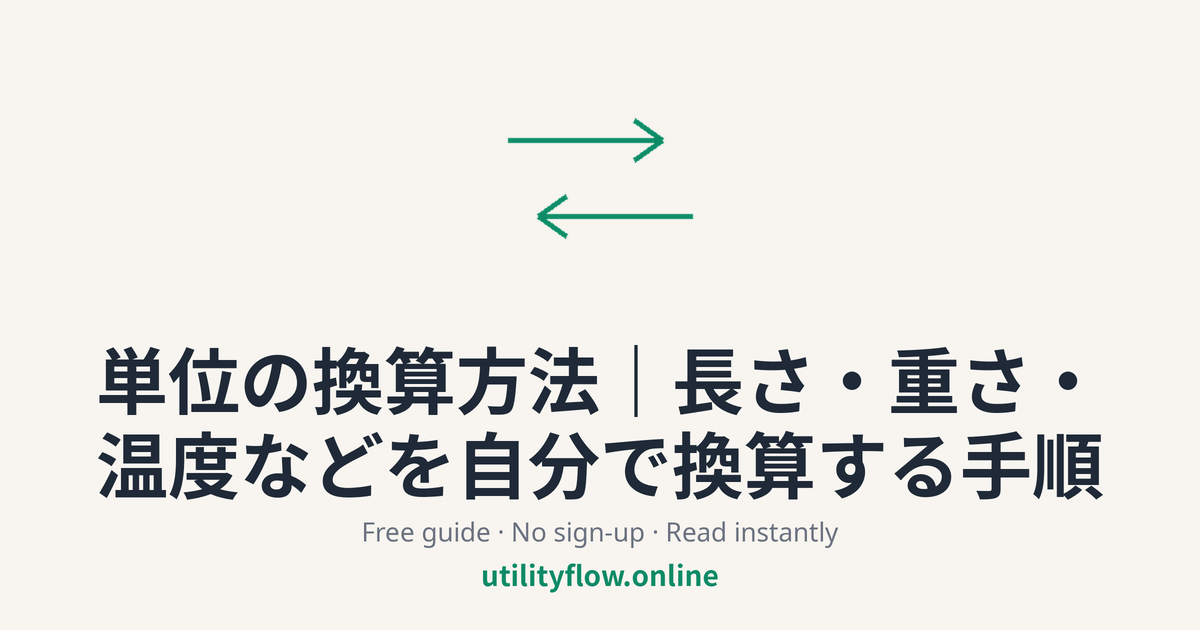 単位の換算方法｜長さ・重さ・
温度などを自分で換算する手順
Free guide · No sign-up · Read instantly
utilityflow.online